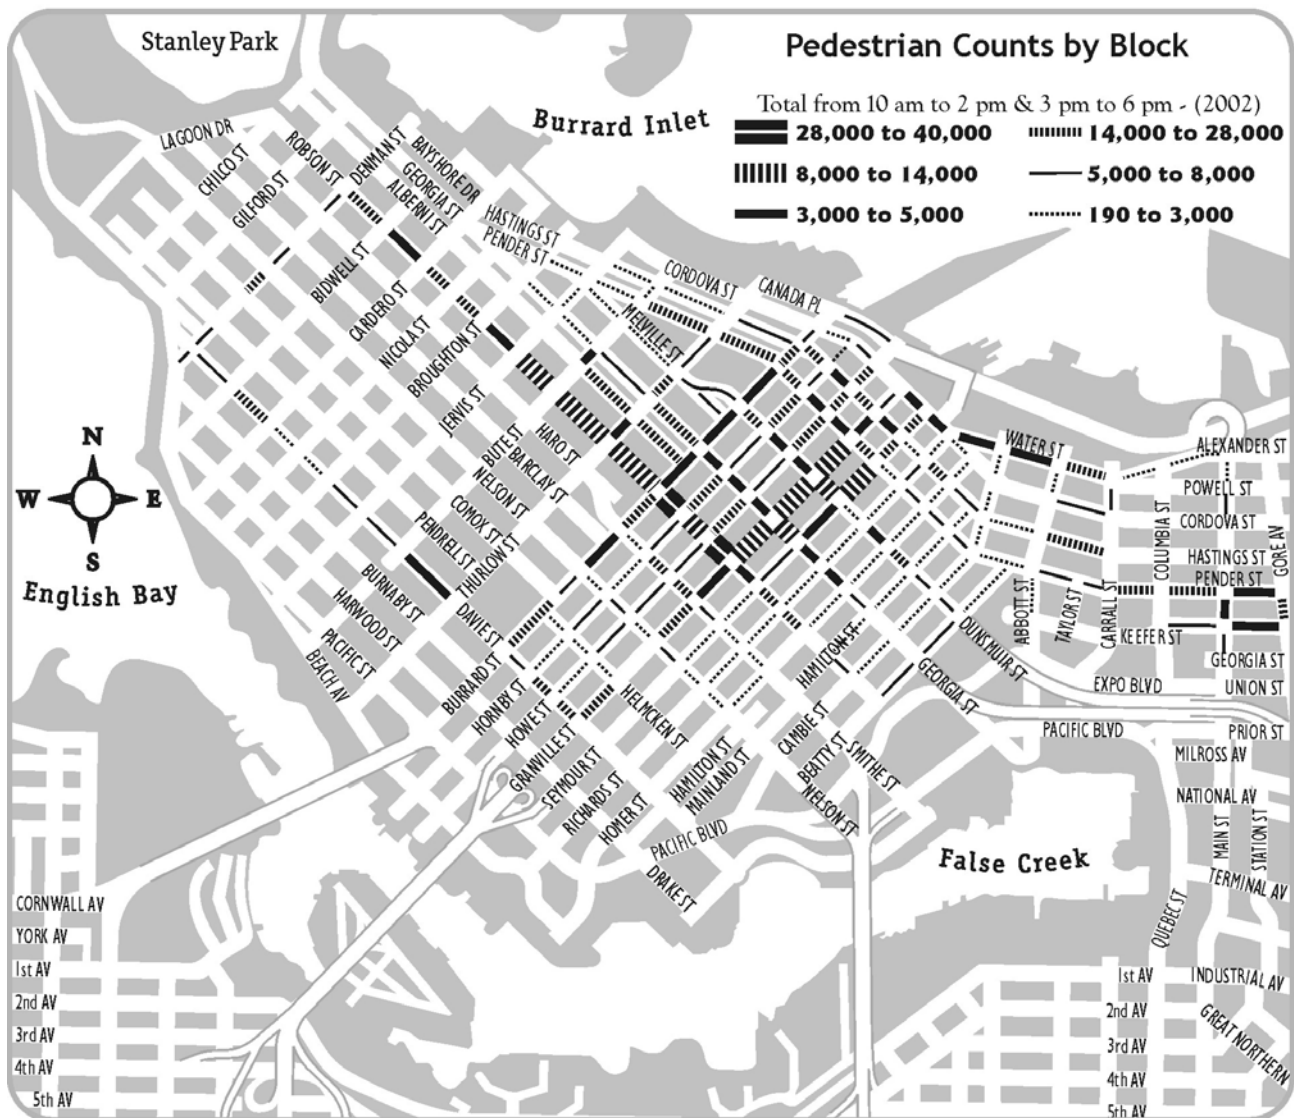 Stanley Park
Pedestrian Counts by Block
Total from 10 am to 2 pm & 3 pm to 6 pm - (2002)
28,000 to 40,000
14,000 to 28,000
8,000 to 14,000
5,000 to 8,000
3,000 to 5,000
190 to 3,000
Burrard Inlet
LAGOON DR
CHILCO ST
GILFORD ST
ROBSON ST
DENMAN ST
BAYSHORE DR
GEORGIA ST
ALBERNI ST
HASTINGS ST
PENDER ST
BIDWELL ST
CARDERO ST
NICOLA ST
BROUGHTON ST
JERVIS ST
CORDOVA ST
CANADA PL
MELVILLE ST
BUTE ST
HARO ST
BARCLAY ST
NELSON ST
COMOX ST
PENDRELL ST
THURLOW ST
BURNABY ST
HARWOOD ST
PACIFIC ST
BEACH AV
DAVIE ST
BURRARD ST
HORNBY ST
HOWE ST
GRANVILLE ST
SEYMOUR ST
RICHARDS ST
HOMER ST
HELMCKEN ST
HAMILTON ST
MAINLAND ST
PACIFIC BLVD
DRAKE ST
HAMILTON ST
CAMBIE ST
BEATTY ST
SMITHE ST
NELSON ST
GEORGIA ST
DUNSMUIR ST
WATER ST
ALEXANDER ST
POWELL ST
CORDOVA ST
HASTINGS ST
PENDER ST
COLUMBIA ST
GORE AV
ABBOTT ST
TAYLOR ST
CARRALL ST
KEEFER ST
GEORGIA ST
EXPO BLVD
UNION ST
PACIFIC BLVD
PRIOR ST
MILROSS AV
NATIONAL AV
MAIN ST
STATION ST
TERMINAL AV
QUEBEC ST
1st AV
INDUSTRIAL AV
2nd AV
GREAT NORTHERN
3rd AV
4th AV
5th AV
N
W
E
S
English Bay
False Creek
CORNWALL AV
YORK AV
1st AV
2nd AV
3rd AV
4th AV
5th AV